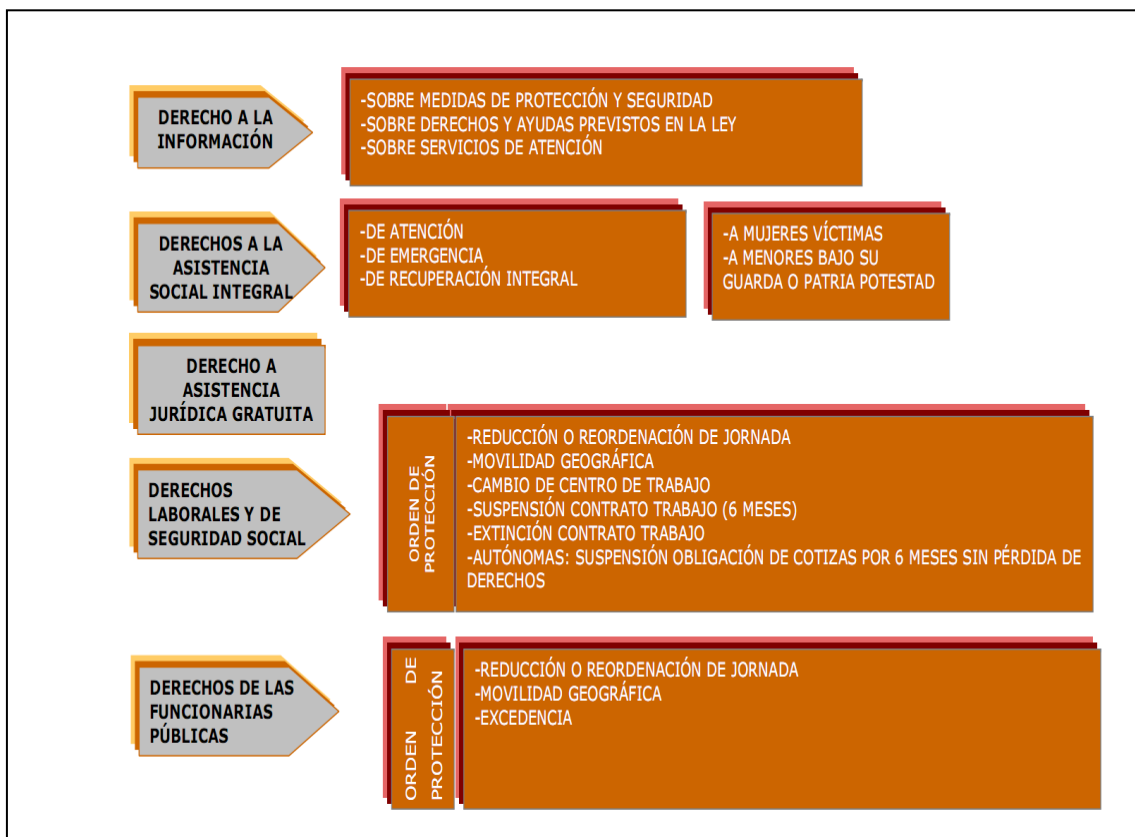 DERECHO A LA
INFORMACIÓN
-SOBRE MEDIDAS DE PROTECCIÓN Y SEGURIDAD
-SOBRE DERECHOS Y AYUDAS PREVISTOS EN LA LEY
-SOBRE SERVICIOS DE ATENCIÓN
DERECHOS A LA
ASISTENCIA
SOCIAL INTEGRAL
-DE ATENCIÓN
-DE EMERGENCIA
-DE RECUPERACIÓN INTEGRAL
-A MUJERES VÍCTIMAS
-A MENORES BAJO SU
GUARDA O PATRIA POTESTAD
DERECHO A
ASISTENCIA
JURÍDICA GRATUITA
DERECHOS
LABORALES Y DE
SEGURIDAD SOCIAL
ORDEN DE
PROTECCIÓN
-REDUCCIÓN O REORDENACIÓN DE JORNADA
-MOVILIDAD GEOGRÁFICA
-CAMBIO DE CENTRO DE TRABAJO
-SUSPENSIÓN CONTRATO TRABAJO (6 MESES)
-EXTINCIÓN CONTRATO TRABAJO
-AUTÓNOMAS: SUSPENSIÓN OBLIGACIÓN DE COTIZAS POR 6 MESES SIN PÉRDIDA DE
DERECHOS
DERECHOS DE LAS
FUNCIONARIAS
PÚBLICAS
ORDEN DE
PROTECCIÓN
-REDUCCIÓN O REORDENACIÓN DE JORNADA
-MOVILIDAD GEOGRÁFICA
-EXCEDENCIA